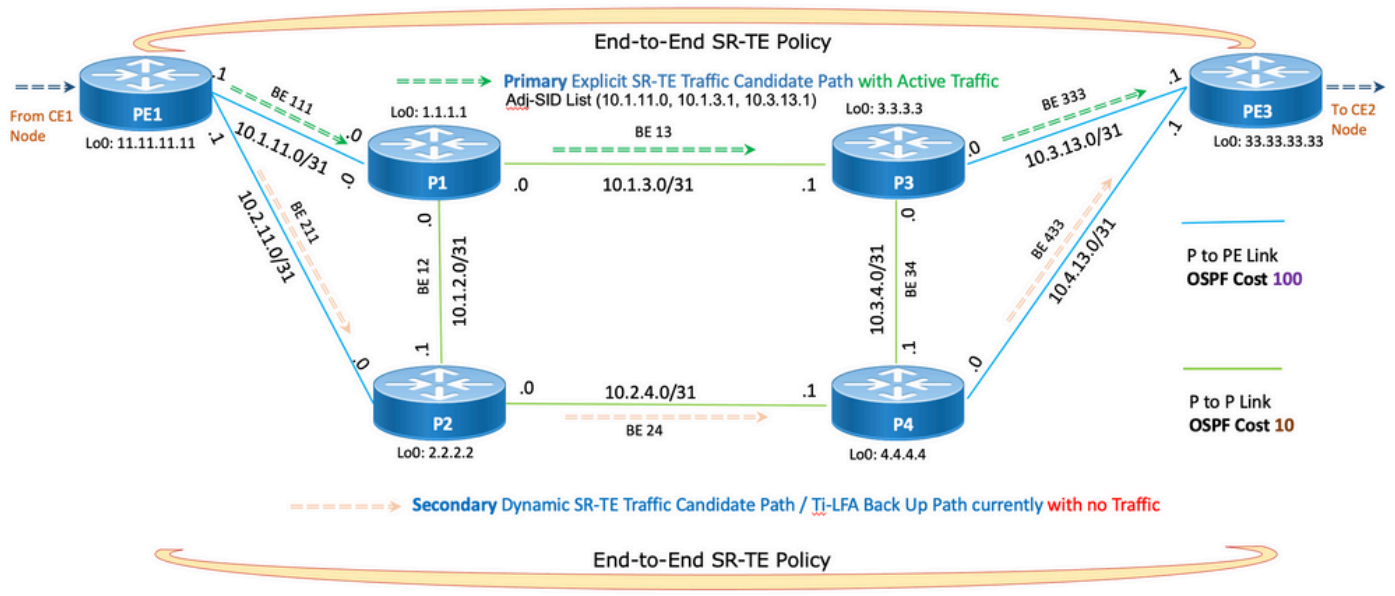 End-to-End SR-TE Policy
Primary Explicit SR-TE Traffic Candidate Path with Active Traffic
Adj-SID List (10.1.11.0, 10.1.3.1, 10.3.13.1)
From CE1
Node
PE1
Lo0: 11.11.11.11
.1
.1
BE 111
10.1.11.0/31
.0
.0
Lo0: 1.1.1.1
P1
BE 13
.0
10.1.3.0/31
.1
Lo0: 3.3.3.3
P3
.0
BE 333
10.3.13.0/31
.1
.1
PE3
Lo0: 33.33.33.33
To CE2
Node
BE 211
10.2.11.0/31
.0
.0
BE 12
10.1.2.0/31
.1
.0
10.3.4.0/31
BE 34
.1
BE 433
10.4.13.0/31
.0
P to PE Link
OSPF Cost 100
P2
Lo0: 2.2.2.2
.0
10.2.4.0/31
.1
BE 24
P4
Lo0: 4.4.4.4
P to P Link
OSPF Cost 10
Secondary Dynamic SR-TE Traffic Candidate Path / Ti-LFA Back Up Path currently with no Traffic
End-to-End SR-TE Policy